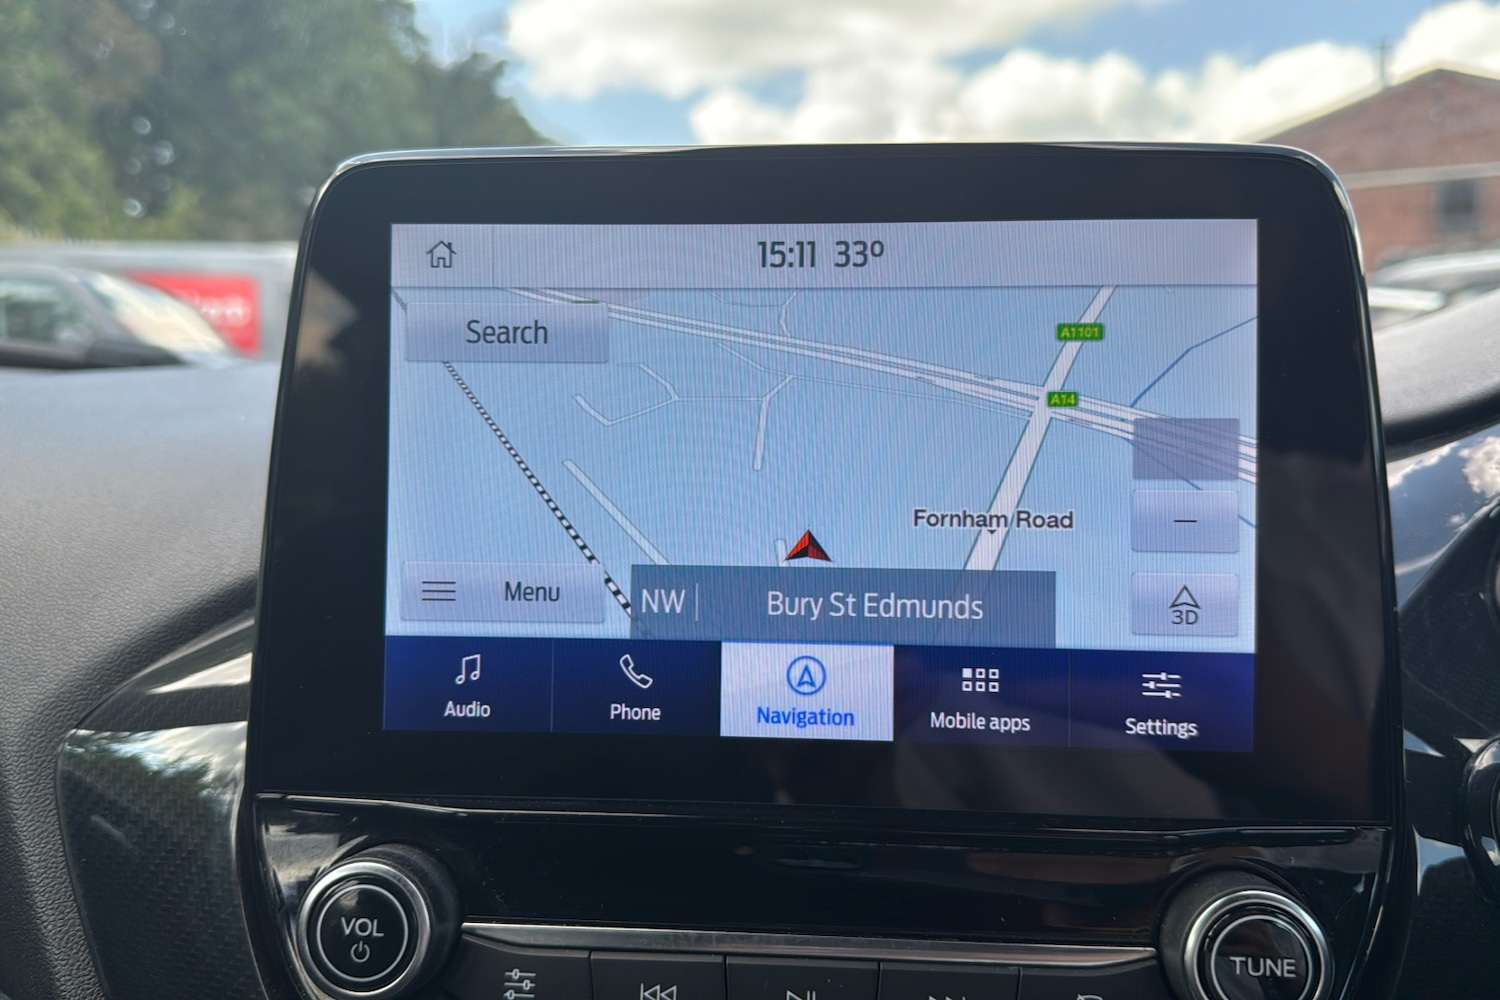 15:11 33º
Search
A1101
A14
Fornham Road
Menu
NW
Bury St Edmunds
3D
Audio
Phone
Navigation
Mobile apps
Settings
VOL
TUNE